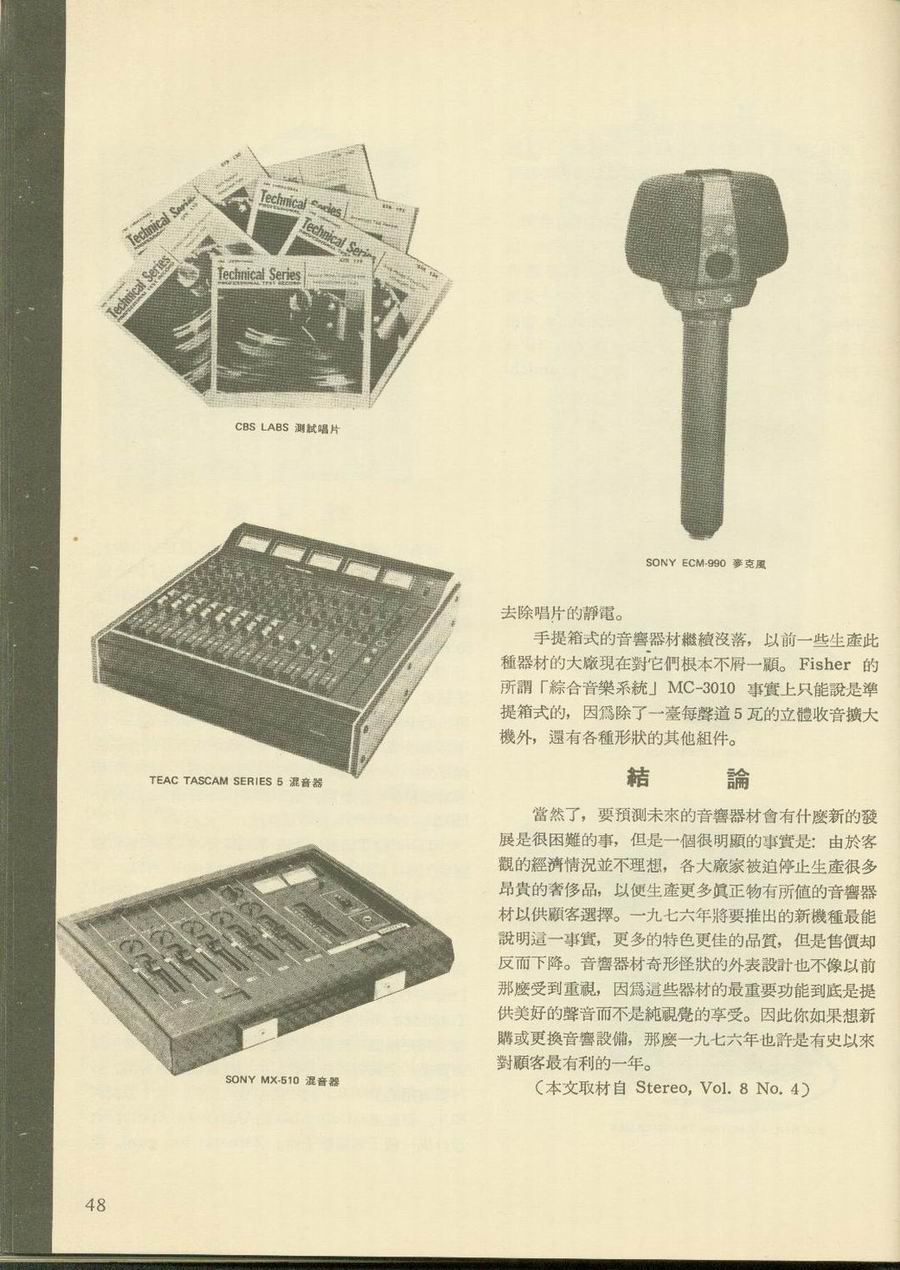 Technical Series
Technical Series
Technical Series
Technical Series
Technical Series
PROFESSIONAL TEST RECORD
CBS LABS 測試唱片
TEAC TASCAM SERIES 5 混音器
SONY MX-510 混音器
SONY ECM-990 麥克風
去除唱片的靜電。
手提箱式的音響器材繼續沒落，以前一些生產此
種器材的大廠現在對它們根本不屑一顧。Fisher 的
所謂「綜合音樂系統」MC-3010 事實上只能說是準
提箱式的，因爲除了一臺每聲道5瓦的立體收音擴大
機外，還有各種形狀的其他組件。
結論
當然了，要預測未來的音響器材會有什麼新的發
展是很困難的事，但是一個很明顯的事實是：由於客
觀的經濟情況並不理想，各大廠家被迫停止生產很多
昂貴的奢侈品，以便生產更多眞正物有所值的音響器
材以供顧客選擇。一九七六年將要推出的新機種最能
說明這一事實，更多的特色更佳的品質，但是售價却
反而下降。音響器材奇形怪狀的外表設計也不像以前
那麼受到重視，因爲這些器材的最重要功能到底是提
供美好的聲音而不是純視覺的享受。因此你如果想新
購或更換音響設備，那麼一九七六年也許是有史以來
對顧客最有利的一年。
（本文取材自 Stereo, Vol. 8 No. 4）
48